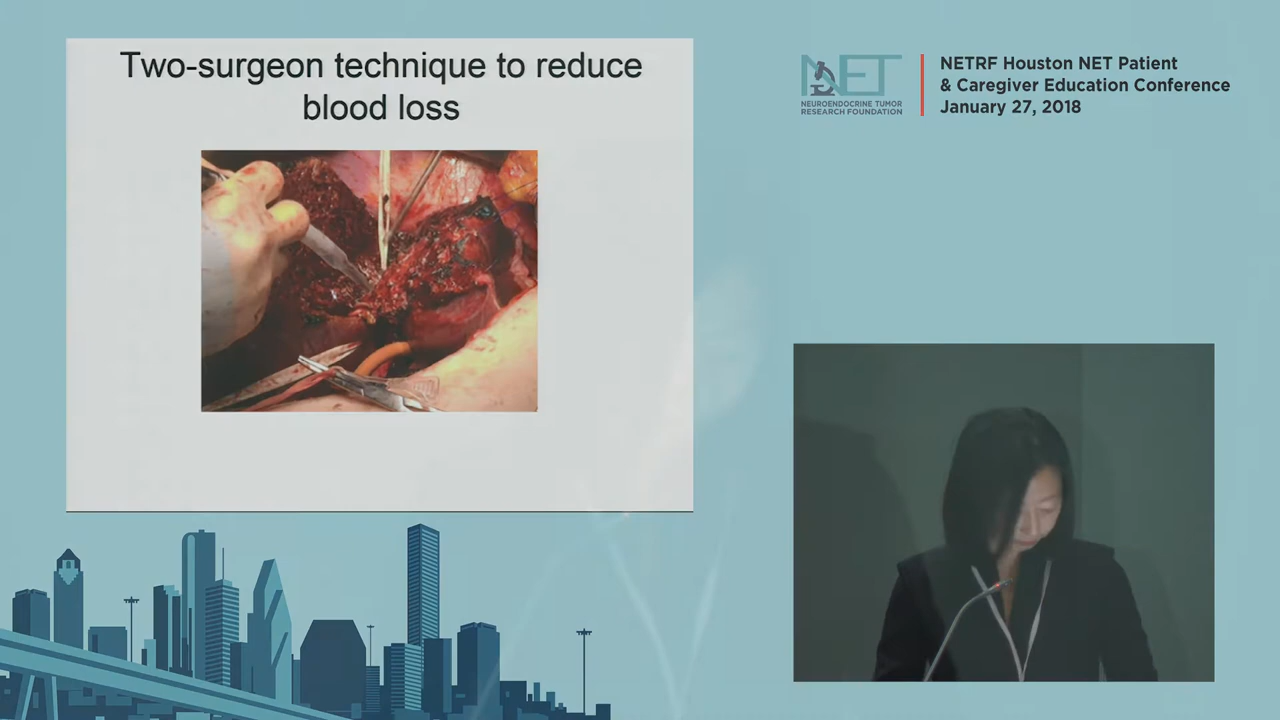 Two-surgeon technique to reduce
blood loss
NET
NEUROENDOCRINE TUMOR
RESEARCH FOUNDATION
NETRF Houston NET Patient
& Caregiver Education Conference
January 27, 2018